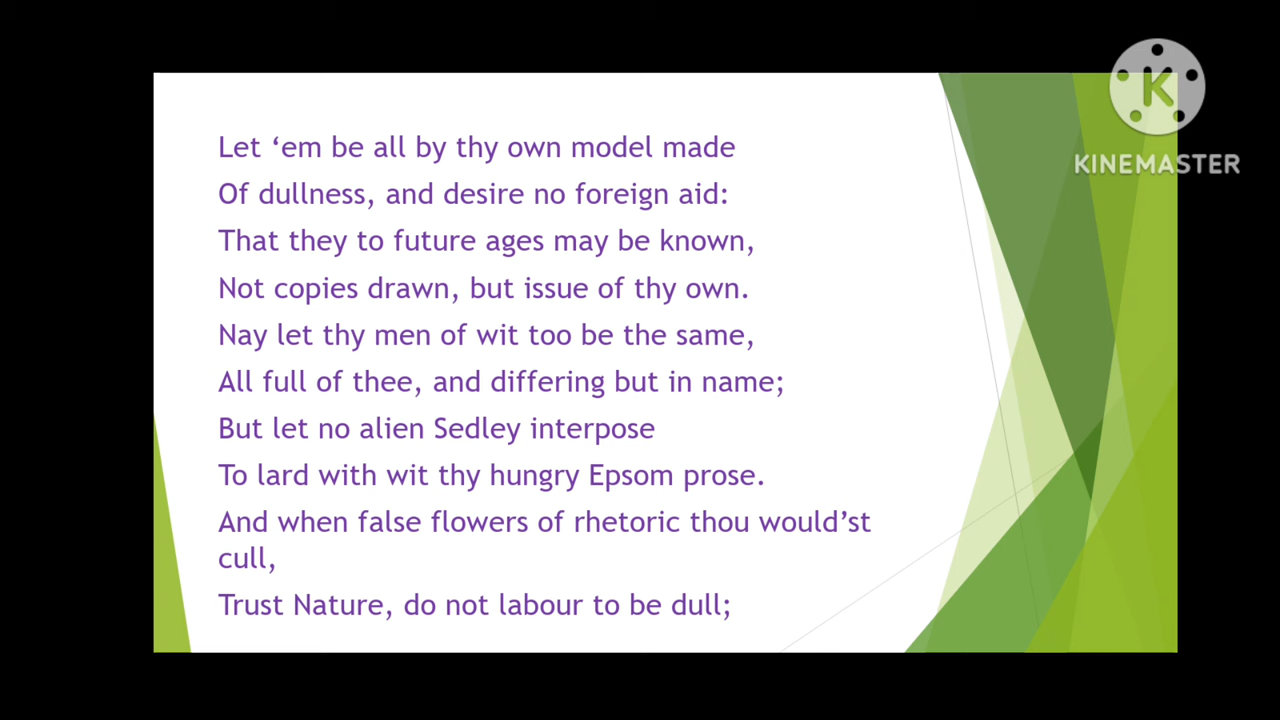 Let ‘em be all by thy own model made
Of dullness, and desire no foreign aid:
That they to future ages may be known,
Not copies drawn, but issue of thy own.
Nay let thy men of wit too be the same,
All full of thee, and differing but in name;
But let no alien Sedley interpose
To lard with wit thy hungry Epsom prose.
And when false flowers of rhetoric thou would’st
cull,
Trust Nature, do not labour to be dull;
K
KINEMASTER